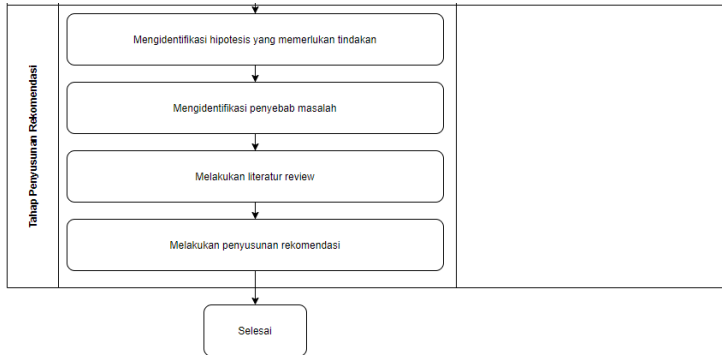 Tahap Penyusunan Rekomendasi
Mengidentifikasi hipotesis yang memerlukan tindakan
Mengidentifikasi penyebab masalah
Melakukan literatur review
Melakukan penyusunan rekomendasi
Selesai